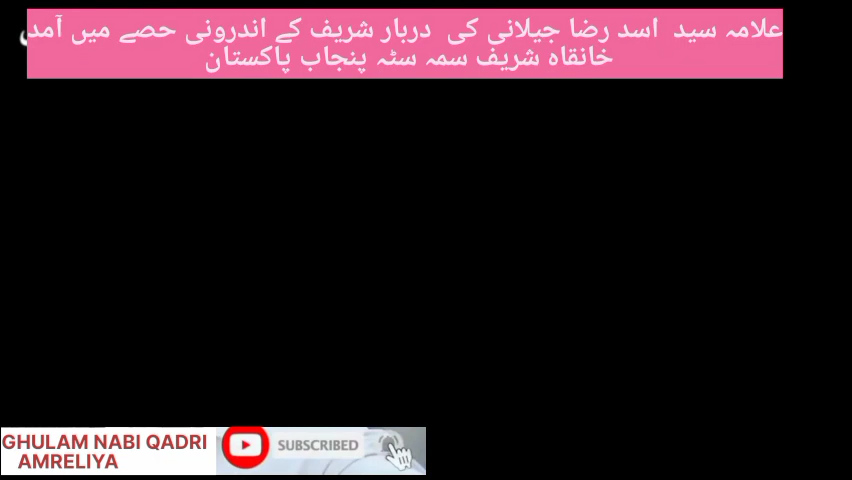 علامہ سید اسد رضا جیلانی کی دربار شریف کے اندرونی حصے میں آمد
خانقاہ شریف سمہ سٹہ پنجاب پاکستان
GHULAM NABI QADRI
AMRELIYA
SUBSCRIBED